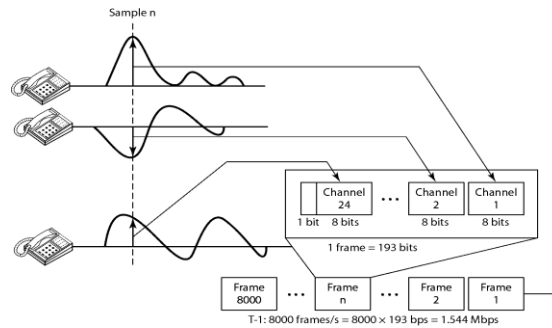 Sample n
Channel 24
Channel 2
Channel 1
1 bit 8 bits
8 bits
8 bits
1 frame = 193 bits
Frame 8000
Frame n
Frame 2
Frame 1
T-1: 8000 frames/s = 8000 × 193 bps = 1.544 Mbps